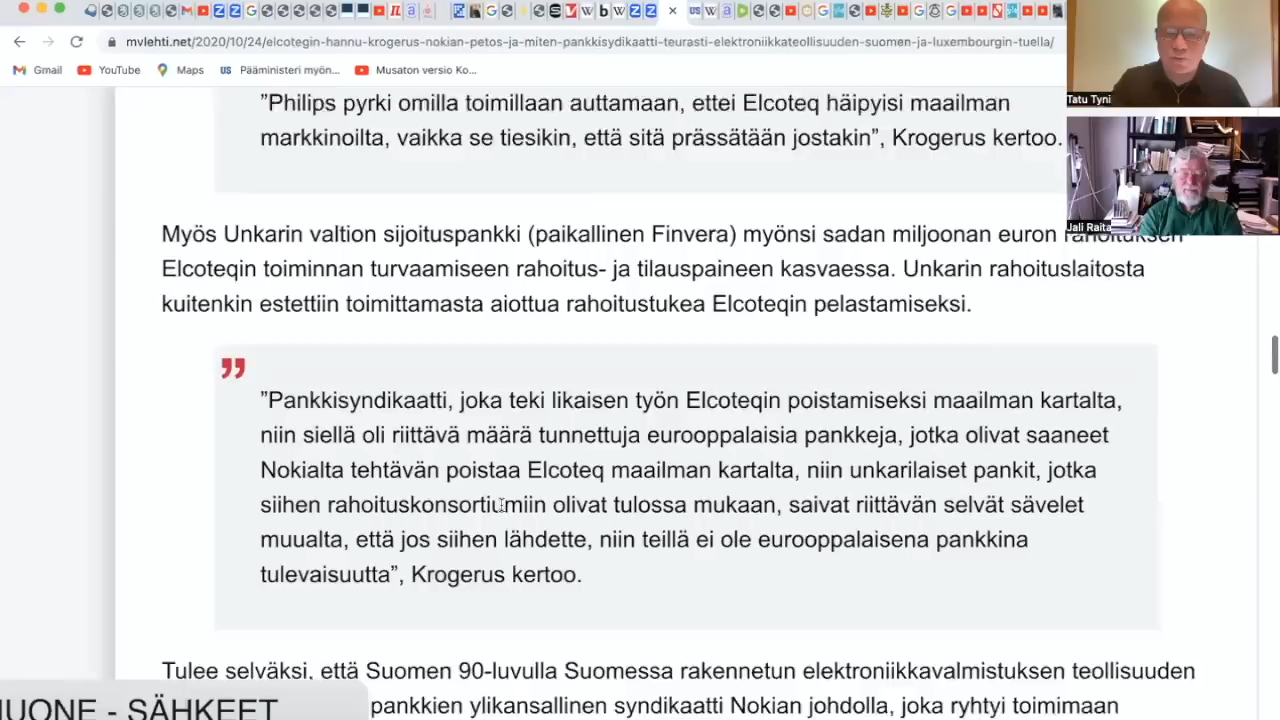 mvlehti.net/2020/10/24/elcotegin-hannu-krogerus-nokian-petos-ja-miten-pankkisydikaatti-teurasti-elektroniikkateollisuuden-suomen-ja-luxembourgin-tuella/
Gmail YouTube Maps US Pääministeri myön... Musaton versio Ko...
Tatu Tyni
Jali Raita
"Philips pyrki omilla toimillaan auttamaan, ettei Elcoteq häipyisi maailman
markkinoilta, vaikka se tiesikin, että sitä prässätään jostakin", Krogerus kertoo.
Myös Unkarin valtion sijoituspankki (paikallinen Finvera) myönsi sadan miljoonan euron rahoituksen
Elcoteqin toiminnan turvaamiseen rahoitus- ja tilauspaineen kasvaessa. Unkarin rahoituslaitosta
kuitenkin estettiin toimittamasta aiottua rahoitustukea Elcoteqin pelastamiseksi.
"Pankkisyndikaatti, joka teki likaisen työn Elcoteqin poistamiseksi maailman kartalta,
niin siellä oli riittävä määrä tunnettuja eurooppalaisia pankkeja, jotka olivat saaneet
Nokialta tehtävän poistaa Elcoteq maailman kartalta, niin unkarilaiset pankit, jotka
siihen rahoituskonsortiumiin olivat tulossa mukaan, saivat riittävän selvät sävelet
muualta, että jos siihen lähdette, niin teillä ei ole eurooppalaisena pankkina
tulevaisuutta", Krogerus kertoo.
Tulee selväksi, että Suomen 90-luvulla Suomessa rakennetun elektroniikkavalmistuksen teollisuuden
pankkien ylikansallinen syndikaatti Nokian johdolla, joka ryhtyi toimimaan
HUONE - SÄHKEET